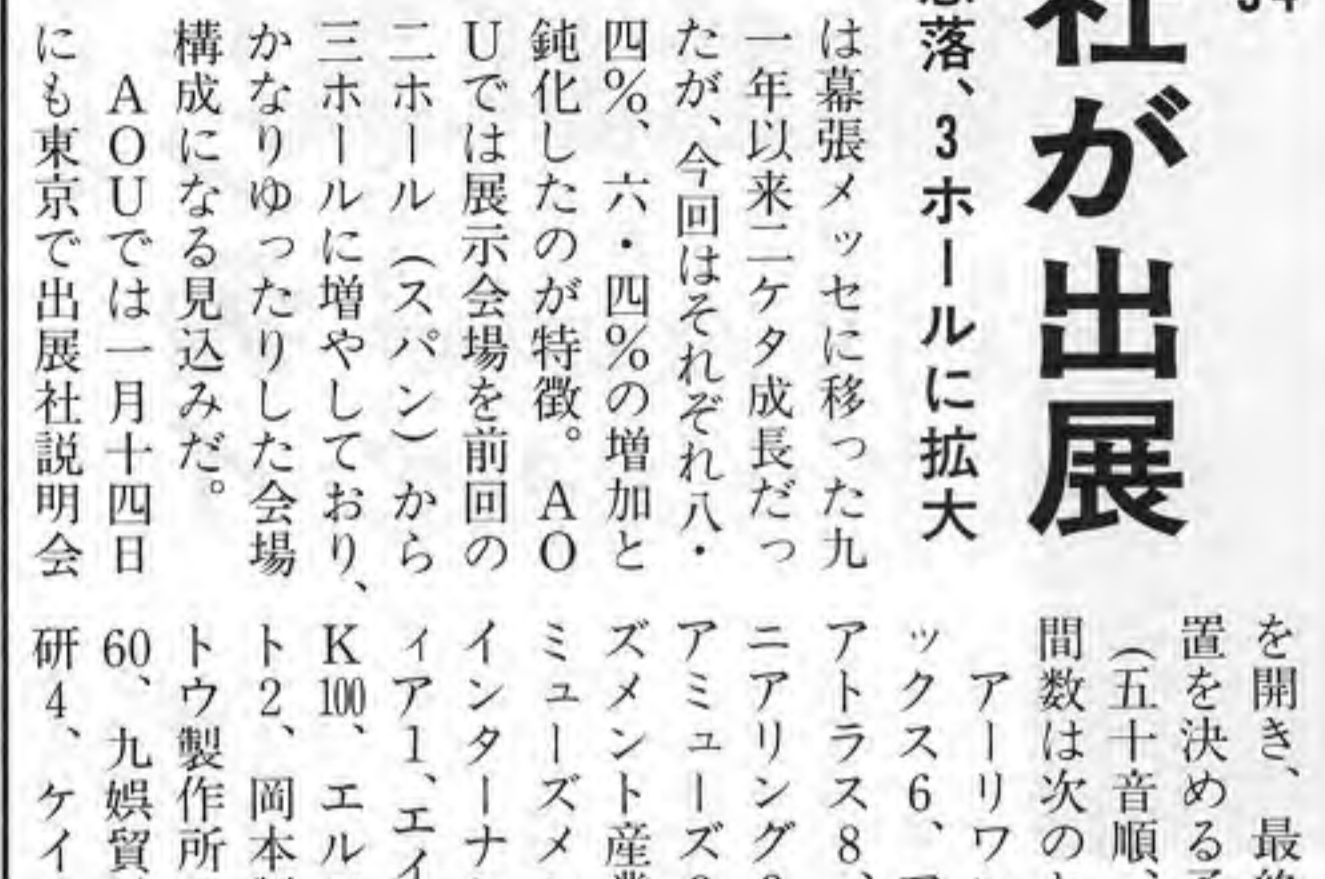 社が出展
落、3ホールに拡大
は幕張メッセに移った九
一年以来二ケタ成長だっ
たが、今回はそれぞれ八・
四%、六・四%の増加と
鈍化したのが特徴。AO
Uでは展示会場を前回の
二ホール(スパン)から
三ホールに増やしており、
かなりゆったりした会場
構成になる見込みだ。
AOUでは一月十四日
にも東京で出展社説明会
を開き、最終
置を決める予
(五十音順、
間数は次の
アーリワ
ックス6、ア
アトラス8、
ニアリング
アミューズ
ズメント産業
ミューズメ
インターナ
ィア1、エイ
K100、エル
ト2、岡本
トウ製作所
60、九娯貿
研4、ケイ